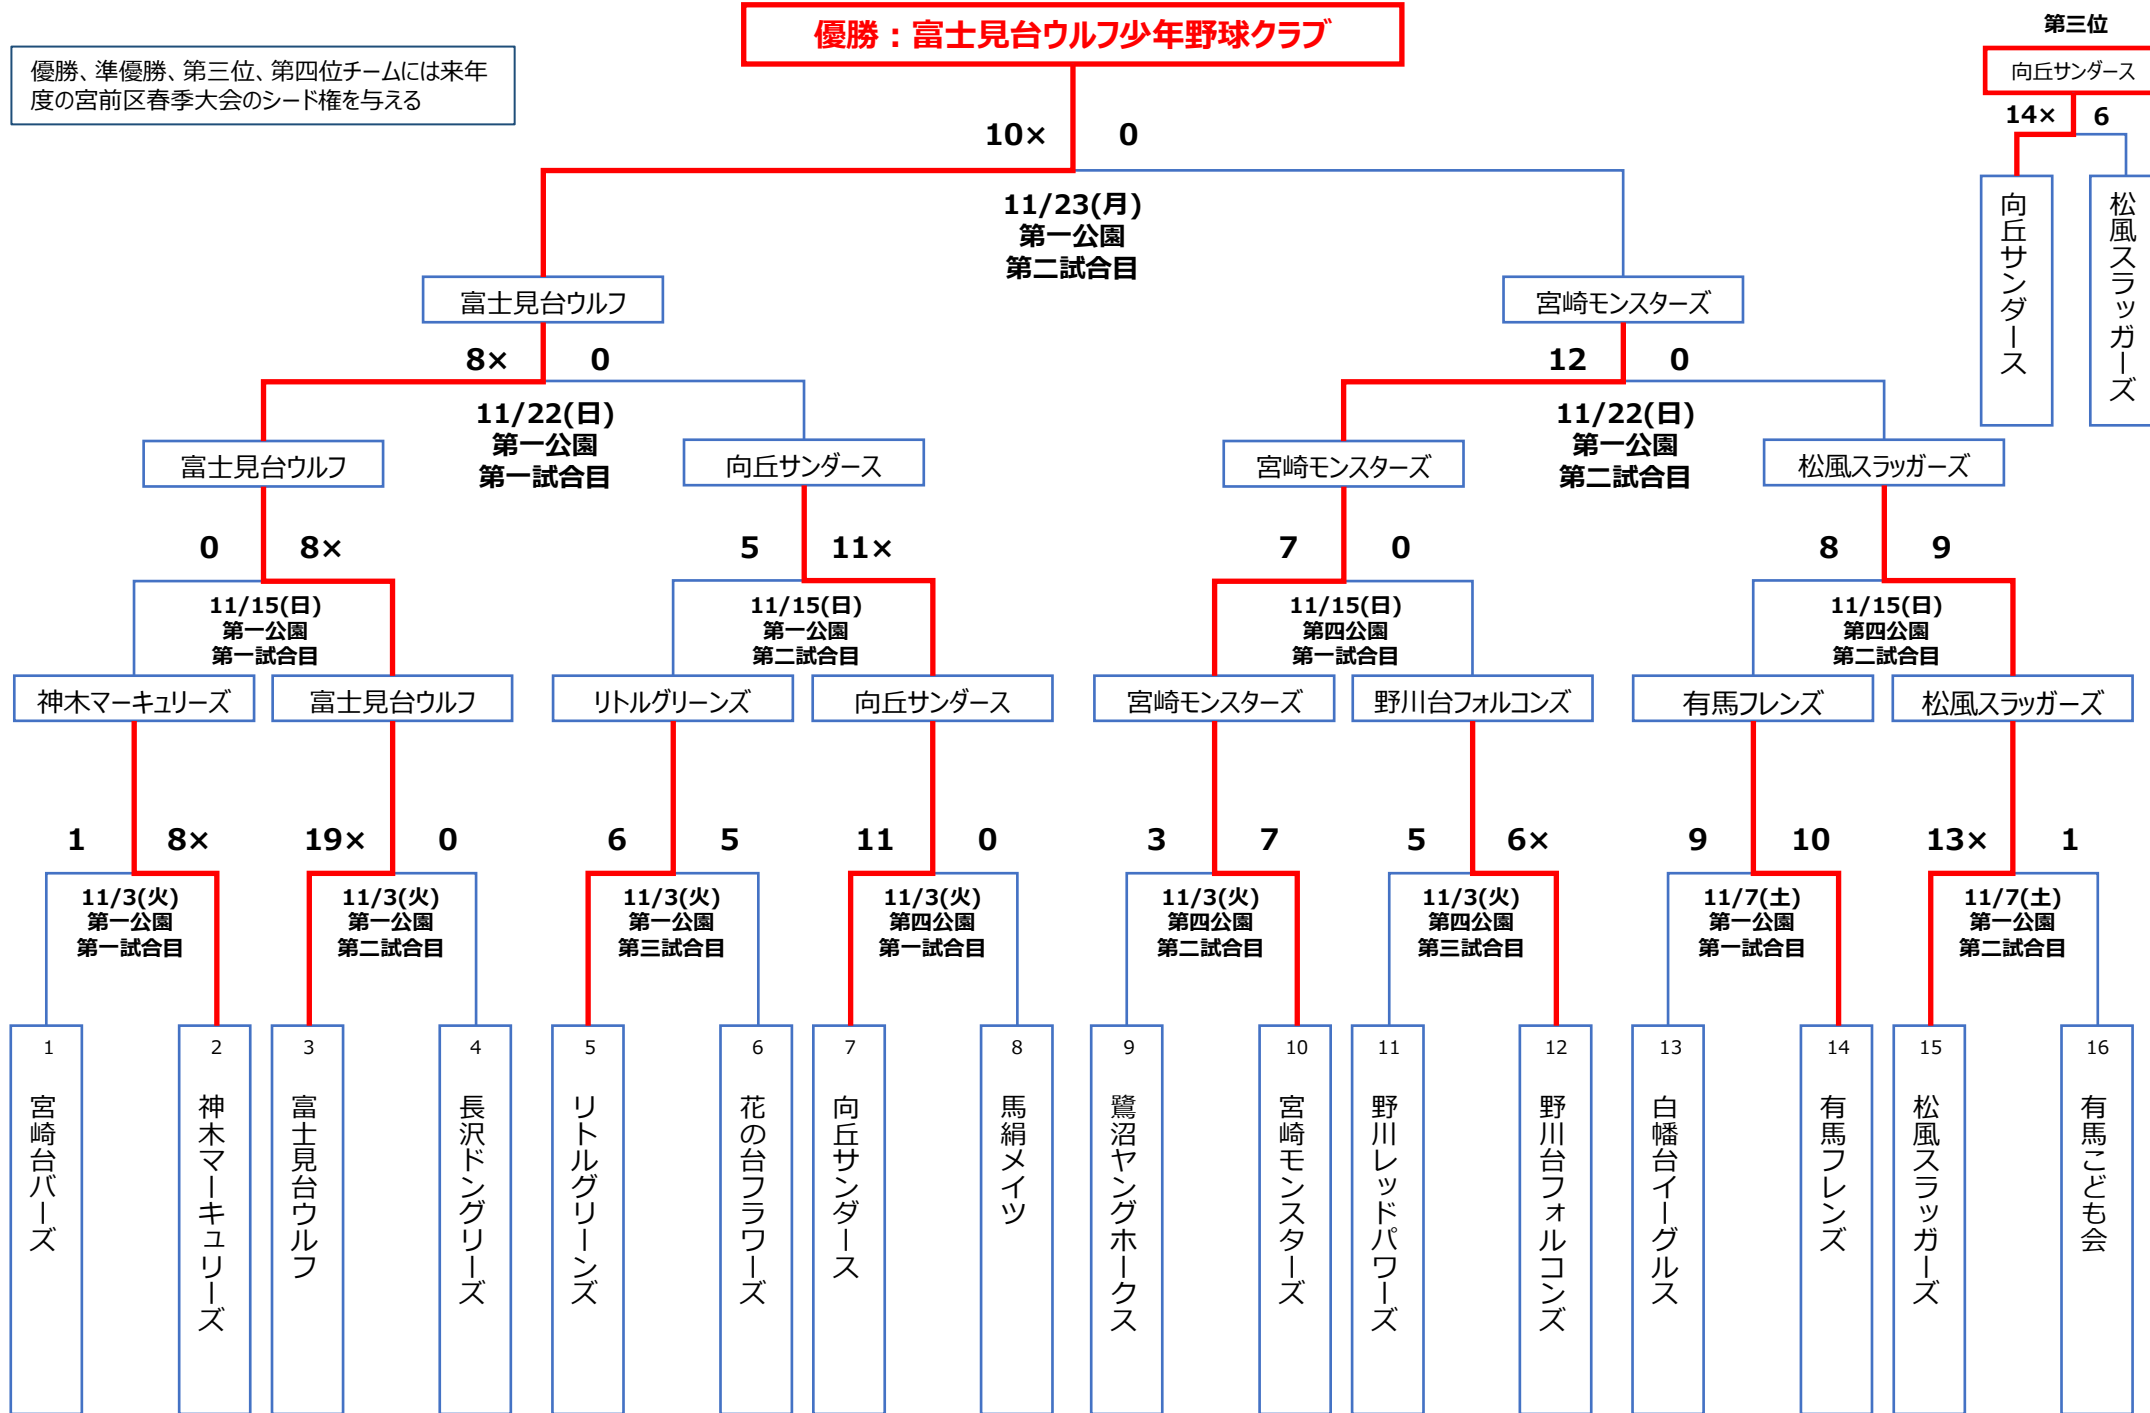 優勝：富士見台ウルフ少年野球クラブ
第三位
優勝、準優勝、第三位、第四位チームには来年
度の宮前区春季大会のシード権を与える
向丘サンダース
14× 6
向丘サンダース
松風スラッガーズ
10× 0
11/23(月)
第一公園
第二試合目
富士見台ウルフ
宮崎モンスターズ
8× 0
12 0
11/22(日)
第一公園
第一試合目
11/22(日)
第一公園
第二試合目
富士見台ウルフ
向丘サンダース
宮崎モンスターズ
松風スラッガーズ
0 8×
5 11×
7 0
8 9
11/15(日)
第一公園
第一試合目
11/15(日)
第一公園
第二試合目
11/15(日)
第四公園
第一試合目
11/15(日)
第四公園
第二試合目
神木マーキュリーズ
富士見台ウルフ
リトルグリーンズ
向丘サンダース
宮崎モンスターズ
野川台フォルコンズ
有馬フレンズ
松風スラッガーズ
1 8×
19× 0
6 5
11 0
3 7
5 6×
9 10
13× 1
11/3(火)
第一公園
第一試合目
11/3(火)
第一公園
第二試合目
11/3(火)
第一公園
第三試合目
11/3(火)
第四公園
第一試合目
11/3(火)
第四公園
第二試合目
11/3(火)
第四公園
第三試合目
11/7(土)
第一公園
第一試合目
11/7(土)
第一公園
第二試合目
1 宮崎台バーズ
2 神木マーキュリーズ
3 富士見台ウルフ
4 長沢ドングリーズ
5 リトルグリーンズ
6 花の台フラワーズ
7 向丘サンダース
8 馬絹メイツ
9 鷺沼ヤングホークス
10 宮崎モンスターズ
11 野川レッドパワーズ
12 野川台フォルコンズ
13 白幡台イーグルス
14 有馬フレンズ
15 松風スラッガーズ
16 有馬こども会